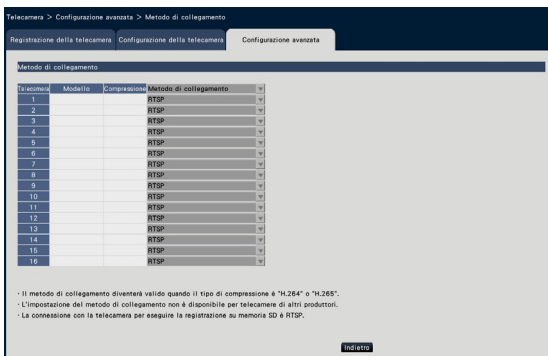 Telecamera > Configurazione avanzata > Metodo di collegamento
Registrazione della telecamera Configurazione della telecamera Configurazione avanzata
Metodo di collegamento
Telecamera Modello Compressione Metodo di collegamento
1 RTSP
2 RTSP
3 RTSP
4 RTSP
5 RTSP
6 RTSP
7 RTSP
8 RTSP
9 RTSP
10 RTSP
11 RTSP
12 RTSP
13 RTSP
14 RTSP
15 RTSP
16 RTSP
· Il metodo di collegamento diventerà valido quando il tipo di compressione è "H.264" o "H.265".
· L'impostazione del metodo di collegamento non è disponibile per telecamere di altri produttori.
· La connessione con la telecamera per eseguire la registrazione su memoria SD è RTSP.
Indietro